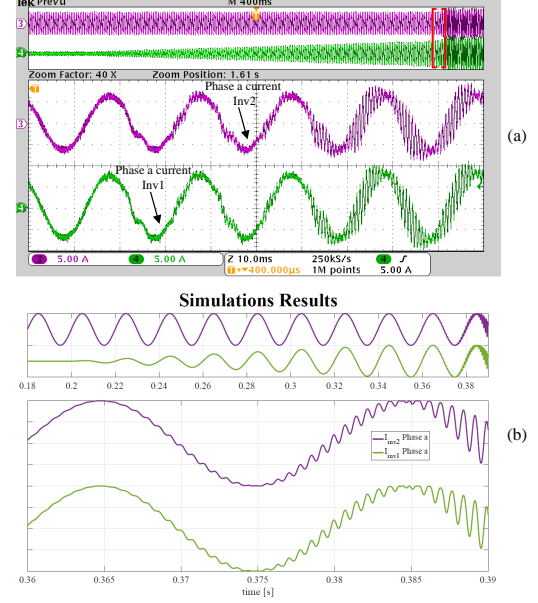 Tek PreVu M 400ms
3
4
Zoom Factor: 40 X Zoom Position: 1.61 s
Phase a current
Inv2
3
(a)
Phase a current
Inv1
4
3 5.00 A 4 5.00 A Z 10.0ms 250kS/s 4 5.00 A
T→▼400.000µs 1M points
Simulations Results
0.18 0.2 0.22 0.24 0.26 0.28 0.3 0.32 0.34 0.36 0.38
(b)
Iinv2 Phase a
Iinv1 Phase a
0.36 0.365 0.37 0.375 0.38 0.385 0.39
time [s]